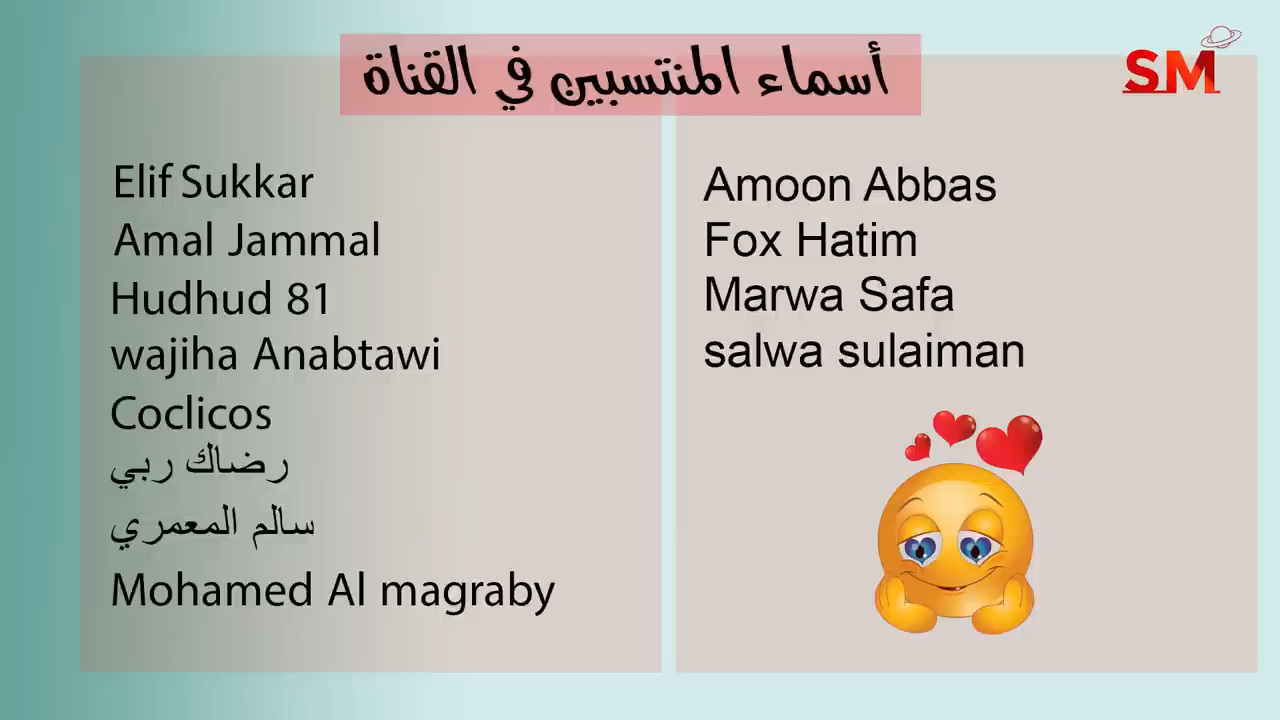 أسماء المنتسبين في القناة
SM
Elif Sukkar
Amal Jammal
Hudhud 81
wajiha Anabtawi
Coclicos
رضاك ربي
سالم المعمري
Mohamed Al magraby
Amoon Abbas
Fox Hatim
Marwa Safa
salwa sulaiman